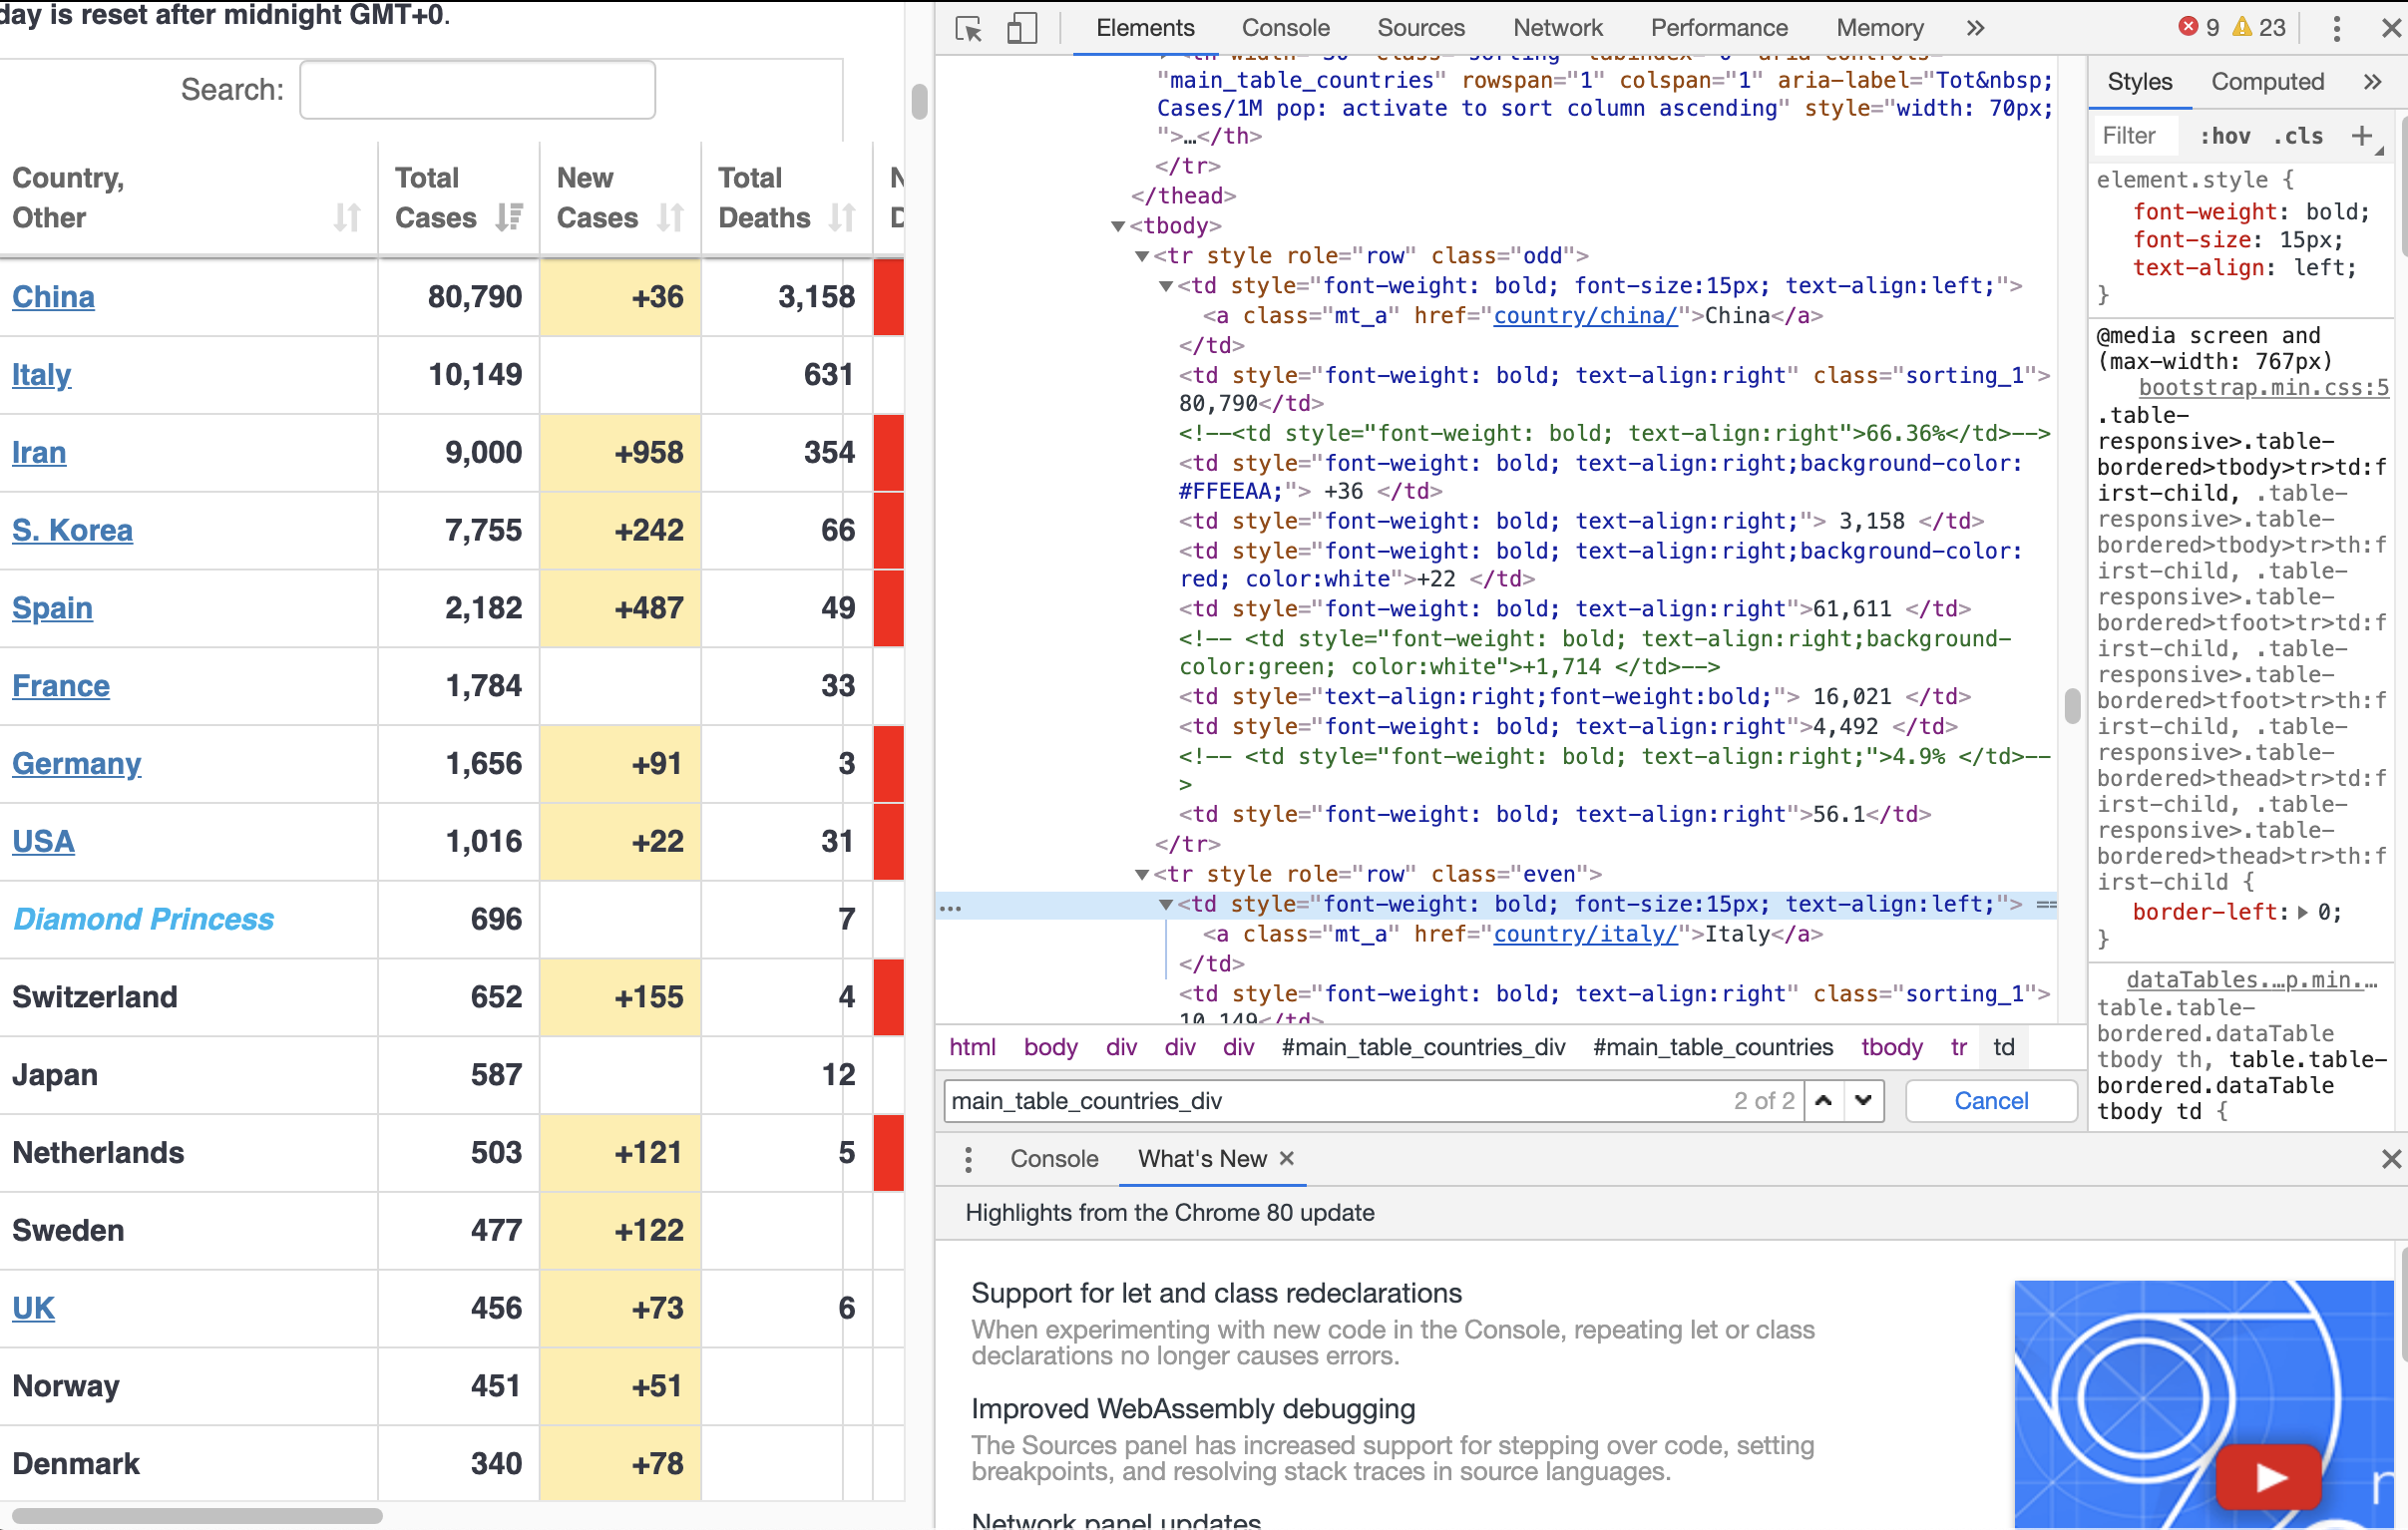 day is reset after midnight GMT+0.
Search:
Country,
Other
Total
Cases
New
Cases
Total
Deaths
China 80,790 +36 3,158
Italy 10,149 631
Iran 9,000 +958 354
S. Korea 7,755 +242 66
Spain 2,182 +487 49
France 1,784 33
Germany 1,656 +91 3
USA 1,016 +22 31
Diamond Princess 696 7
Switzerland 652 +155 4
Japan 587 12
Netherlands 503 +121 5
Sweden 477 +122
UK 456 +73 6
Norway 451 +51
Denmark 340 +78
Elements Console Sources Network Performance Memory » 9 23
"main_table_countries" rowspan="1" colspan="1" aria-label="Tot&nbsp;
Cases/1M pop: activate to sort column ascending" style="width: 70px;
">…</th>
</tr>
</thead>
▼<tbody>
▼<tr style role="row" class="odd">
▼<td style="font-weight: bold; font-size:15px; text-align:left;">
<a class="mt_a" href="country/china/">China</a>
</td>
<td style="font-weight: bold; text-align:right" class="sorting_1">
80,790</td>
<!--<td style="font-weight: bold; text-align:right">66.36%</td>-->
<td style="font-weight: bold; text-align:right;background-color:
#FFEEAA;"> +36 </td>
<td style="font-weight: bold; text-align:right;"> 3,158 </td>
<td style="font-weight: bold; text-align:right;background-color:
red; color:white">+22 </td>
<td style="font-weight: bold; text-align:right">61,611 </td>
<!-- <td style="font-weight: bold; text-align:right;background-
color:green; color:white">+1,714 </td>-->
<td style="text-align:right;font-weight:bold;"> 16,021 </td>
<td style="font-weight: bold; text-align:right">4,492 </td>
<!-- <td style="font-weight: bold; text-align:right;">4.9% </td>--
>
<td style="font-weight: bold; text-align:right">56.1</td>
</tr>
▼<tr style role="row" class="even">
… ▼<td style="font-weight: bold; font-size:15px; text-align:left;"> ==
<a class="mt_a" href="country/italy/">Italy</a>
</td>
<td style="font-weight: bold; text-align:right" class="sorting_1">
10,149</td>
html body div div div #main_table_countries_div #main_table_countries tbody tr td
main_table_countries_div 2 of 2 Cancel
Styles Computed »
Filter :hov .cls +
element.style {
font-weight: bold;
font-size: 15px;
text-align: left;
}
@media screen and
(max-width: 767px)
bootstrap.min.css:5
.table-
responsive>.table-
bordered>tbody>tr>td:f
irst-child, .table-
responsive>.table-
bordered>tbody>tr>th:f
irst-child, .table-
responsive>.table-
bordered>tfoot>tr>td:f
irst-child, .table-
responsive>.table-
bordered>tfoot>tr>th:f
irst-child, .table-
responsive>.table-
bordered>thead>tr>td:f
irst-child, .table-
responsive>.table-
bordered>thead>tr>th:f
irst-child {
border-left: ▸ 0;
}
dataTables.…p.min.…
table.table-
bordered.dataTable
tbody th, table.table-
bordered.dataTable
tbody td {
Console What's New ×
Highlights from the Chrome 80 update
Support for let and class redeclarations
When experimenting with new code in the Console, repeating let or class
declarations no longer causes errors.
Improved WebAssembly debugging
The Sources panel has increased support for stepping over code, setting
breakpoints, and resolving stack traces in source languages.
Network panel updates